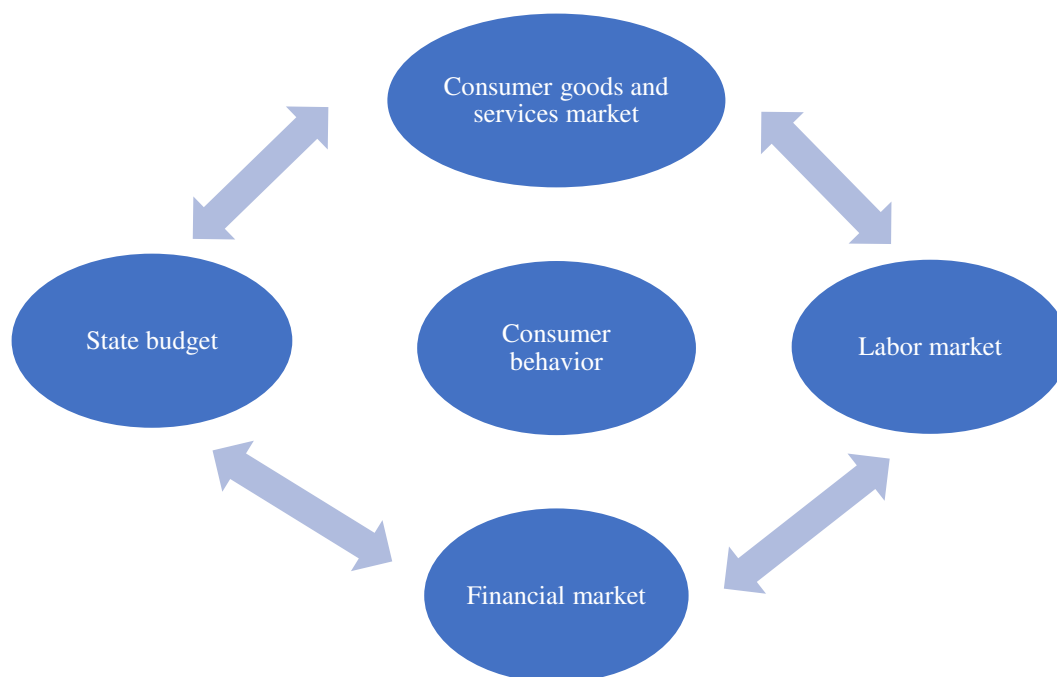 Consumer goods and
services market
State budget
Consumer
behavior
Labor market
Financial market